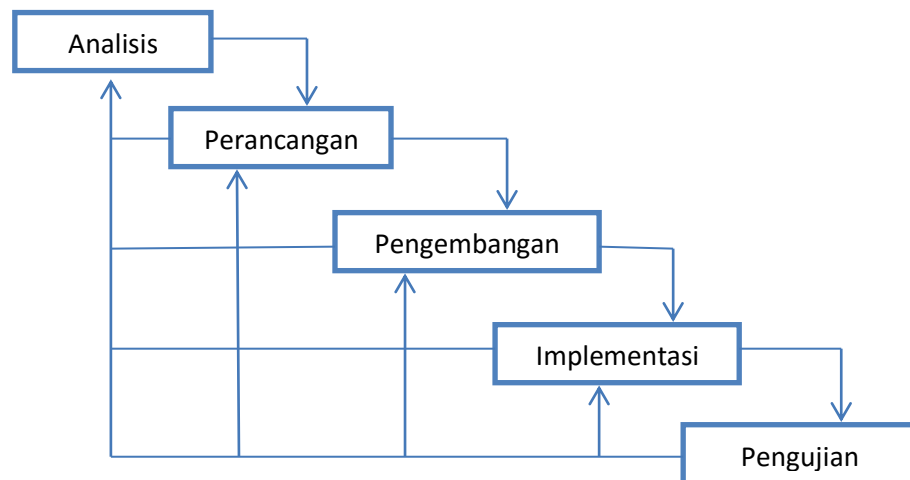 Analisis
Perancangan
Pengembangan
Implementasi
Pengujian